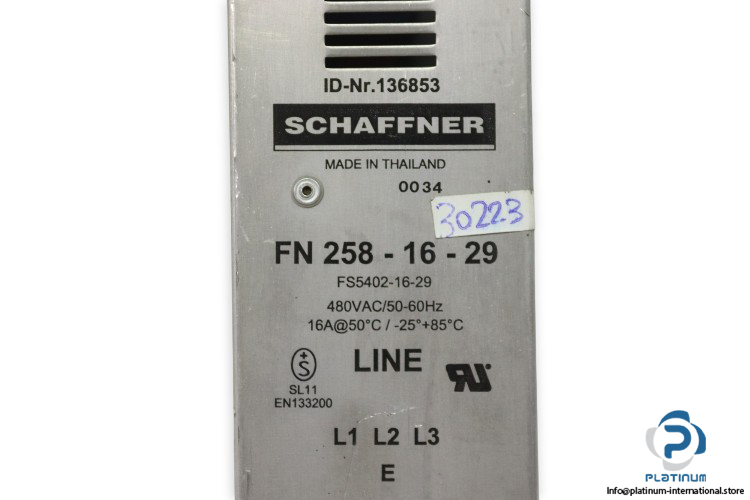 ID-Nr.136853
SCHAFFNER
MADE IN THAILAND
0034
30223
FN 258 - 16 - 29
FS5402-16-29
480VAC/50-60Hz
16A@50°C / -25°+85°C
LINE
+
S
SL11
EN133200
L1 L2 L3
E
PLATINUM
Info@platinum-international.store